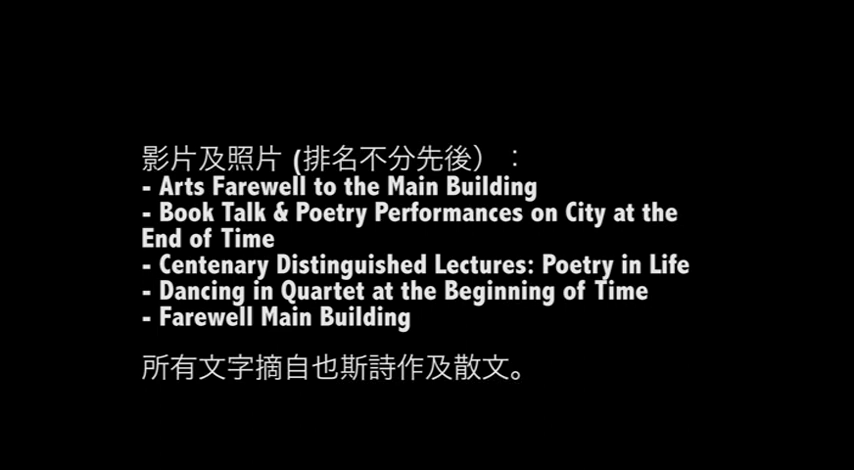 影片及照片 (排名不分先後）：
- Arts Farewell to the Main Building
- Book Talk & Poetry Performances on City at the
End of Time
- Centenary Distinguished Lectures: Poetry in Life
- Dancing in Quartet at the Beginning of Time
- Farewell Main Building
所有文字摘自也斯詩作及散文。